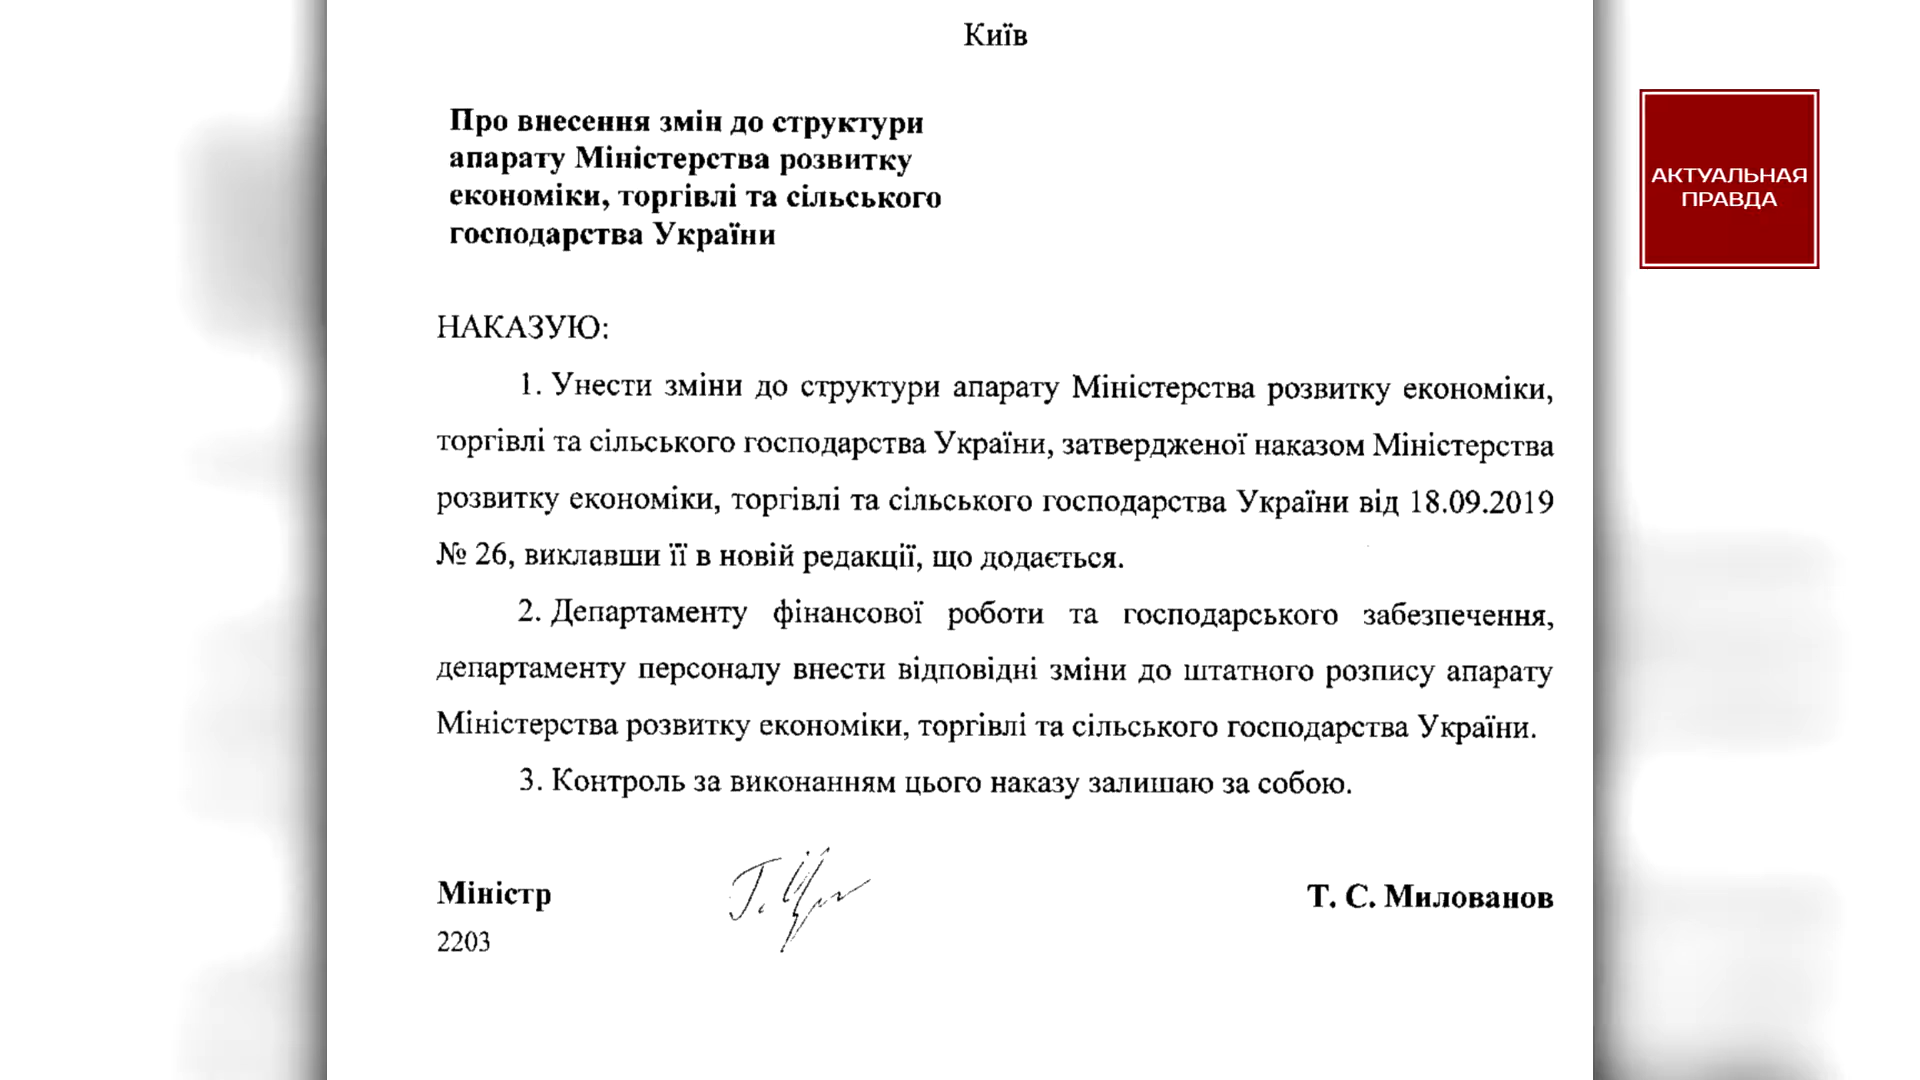 Київ
Про внесення змін до структури
апарату Міністерства розвитку
економіки, торгівлі та сільського
господарства України
АКТУАЛЬНАЯ
ПРАВДА
НАКАЗУЮ:
1. Унести зміни до структури апарату Міністерства розвитку економіки,
торгівлі та сільського господарства України, затвердженої наказом Міністерства
розвитку економіки, торгівлі та сільського господарства України від 18.09.2019
№ 26, виклавши її в новій редакції, що додається.
2. Департаменту фінансової роботи та господарського забезпечення,
департаменту персоналу внести відповідні зміни до штатного розпису апарату
Міністерства розвитку економіки, торгівлі та сільського господарства України.
3. Контроль за виконанням цього наказу залишаю за собою.
Міністр Т. С. Милованов
2203